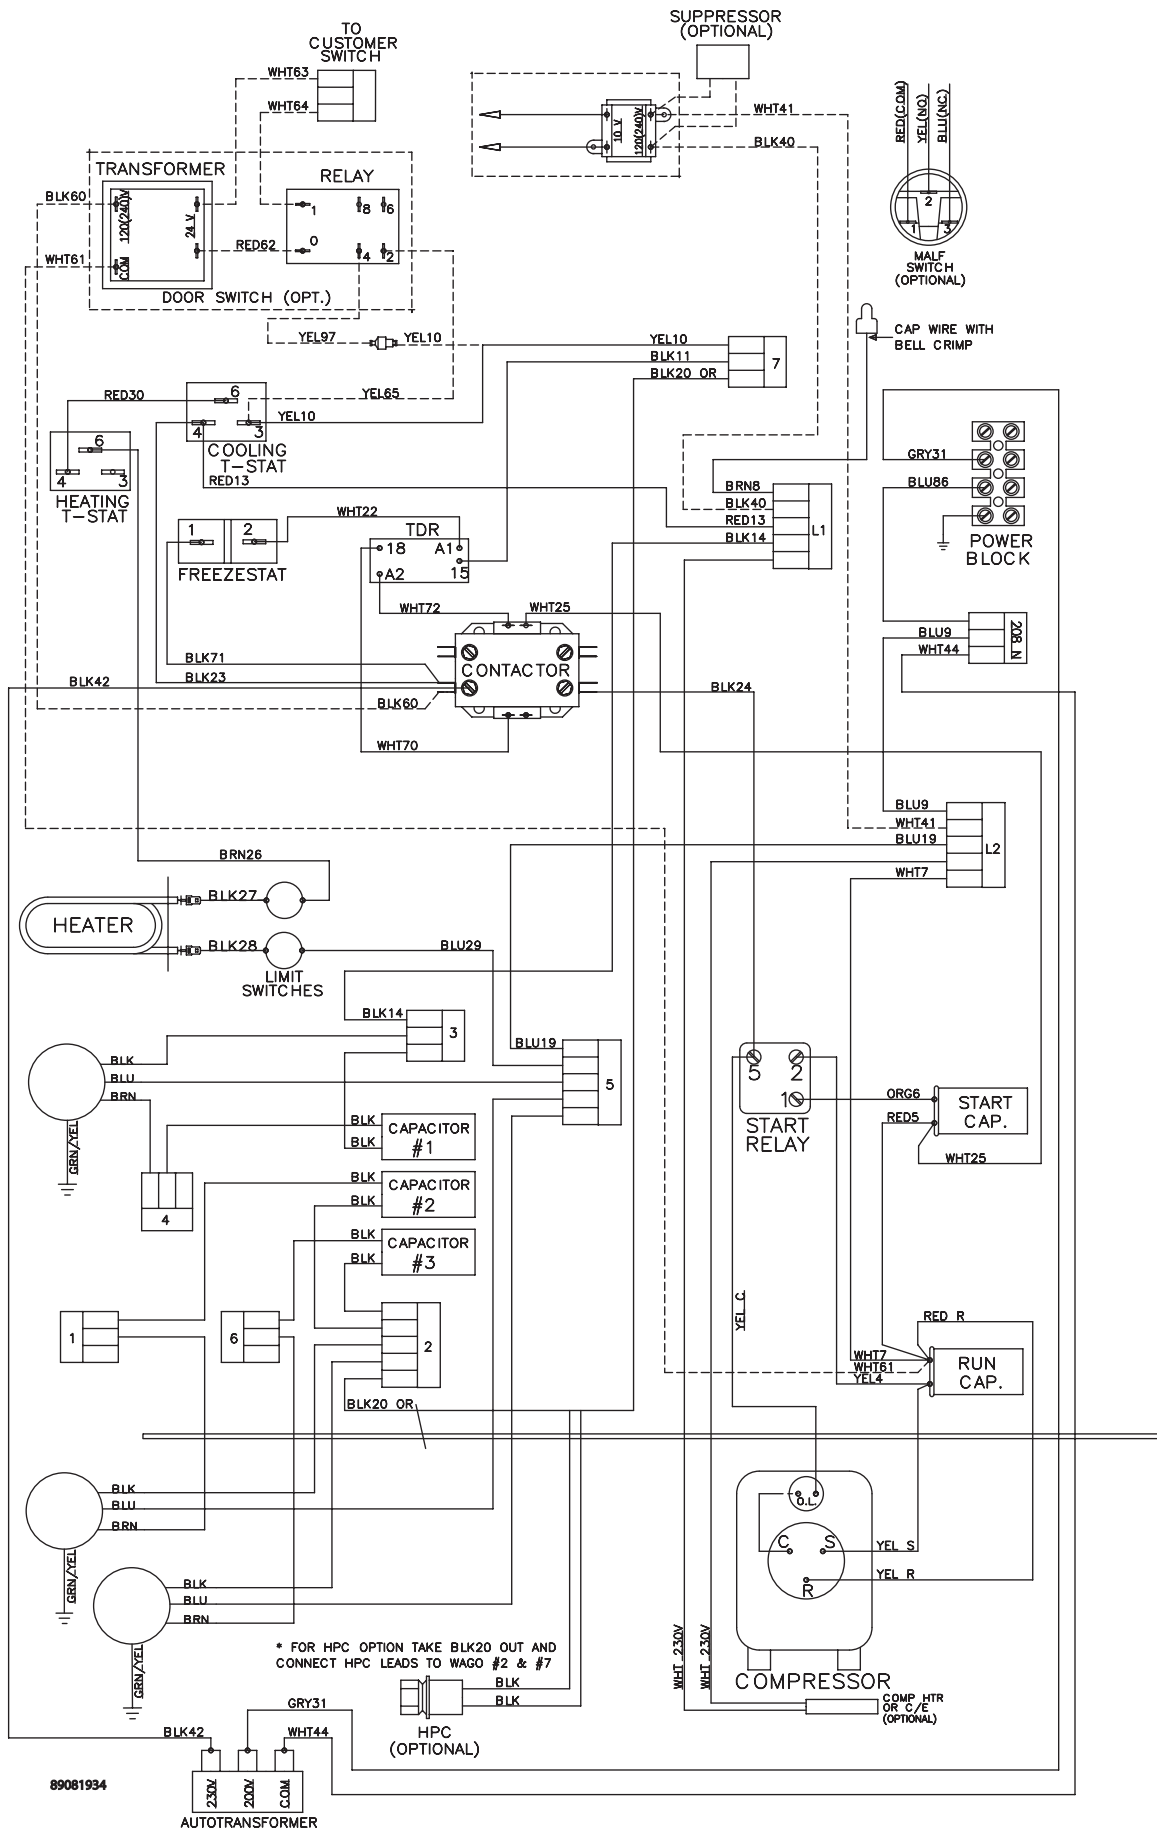 TO
CUSTOMER
SWITCH
WHT63
WHT64
SUPPRESSOR
(OPTIONAL)
10 V
120(240)V
WHT41
BLK40
RED(COM)
YEL(NO)
BLU(NC)
2
1
3
MALF
SWITCH
(OPTIONAL)
TRANSFORMER
RELAY
BLK60
WHT61
120(240)V
COM
24 V
RED62
1
8
6
0
4
2
DOOR SWITCH (OPT.)
YEL97
YEL10
YEL10
BLK11
BLK20 OR
7
CAP WIRE WITH
BELL CRIMP
RED30
YEL65
YEL10
6
4
3
COOLING
T-STAT
RED13
6
4
3
HEATING
T-STAT
GRY31
BLU86
POWER
BLOCK
BRN8
BLK40
RED13
BLK14
L1
WHT22
1
2
FREEZESTAT
TDR
18
A1
A2
15
WHT72
WHT25
CONTACTOR
BLK71
BLK23
BLK42
BLK60
BLK24
WHT70
BLU9
WHT44
208 N
BLU9
WHT41
BLU19
WHT7
L2
BRN26
HEATER
BLK27
BLK28
BLU29
LIMIT
SWITCHES
BLK14
3
BLK
BLU
BRN
GRN/YEL
BLU19
5
5
2
1
START
RELAY
ORG6
RED5
START
CAP.
WHT25
BLK
BLK
CAPACITOR
#1
BLK
BLK
CAPACITOR
#2
BLK
BLK
CAPACITOR
#3
4
1
6
2
YEL C
RED R
WHT7
WHT61
YEL4
RUN
CAP.
BLK20 OR
BLK
BLU
BRN
GRN/YEL
O.L.
C
S
R
YEL S
YEL R
BLK
BLU
BRN
GRN/YEL
* FOR HPC OPTION TAKE BLK20 OUT AND
CONNECT HPC LEADS TO WAGO #2 & #7
BLK
BLK
HPC
(OPTIONAL)
WHT 230V
WHT 230V
COMPRESSOR
COMP HTR
OR C/E
(OPTIONAL)
GRY31
BLK42
WHT44
230V
200V
COM
AUTOTRANSFORMER
89081934